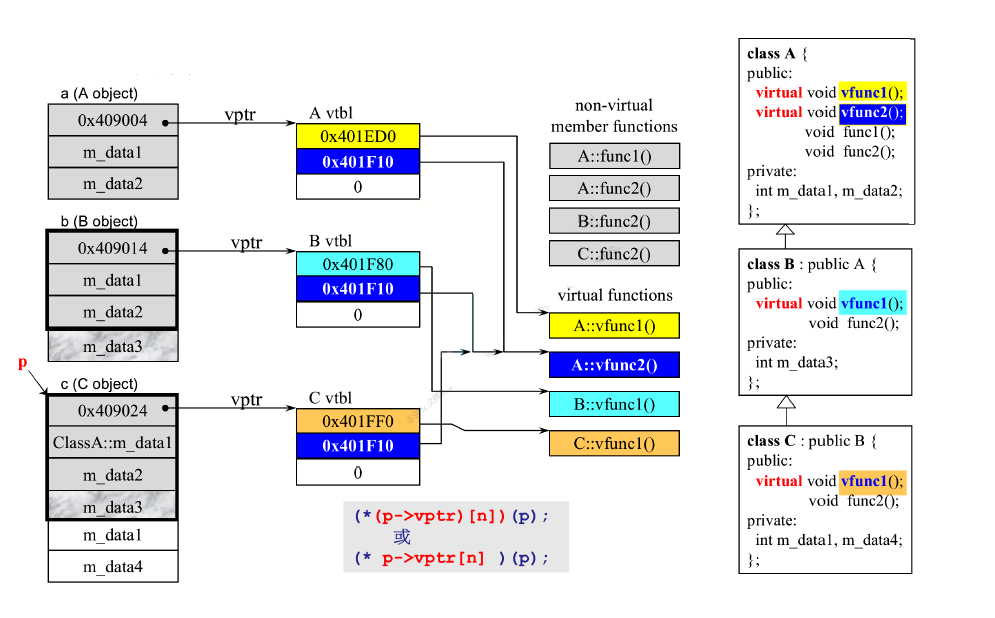 a (A object)
0x409004
m_data1
m_data2
vptr
A vtbl
0x401ED0
0x401F10
0
b (B object)
0x409014
m_data1
m_data2
m_data3
vptr
B vtbl
0x401F80
0x401F10
0
p
c (C object)
0x409024
ClassA::m_data1
m_data2
m_data3
m_data1
m_data4
vptr
C vtbl
0x401FF0
0x401F10
0
non-virtual
member functions
A::func1()
A::func2()
B::func2()
C::func2()
virtual functions
A::vfunc1()
A::vfunc2()
B::vfunc1()
C::vfunc1()
(*(p->vptr)[n])(p);
或
(* p->vptr[n] )(p);
class A {
public:
virtual void vfunc1();
virtual void vfunc2();
void func1();
void func2();
private:
int m_data1, m_data2;
};
class B : public A {
public:
virtual void vfunc1();
void func2();
private:
int m_data3;
};
class C : public B {
public:
virtual void vfunc1();
void func2();
private:
int m_data1, m_data4;
};